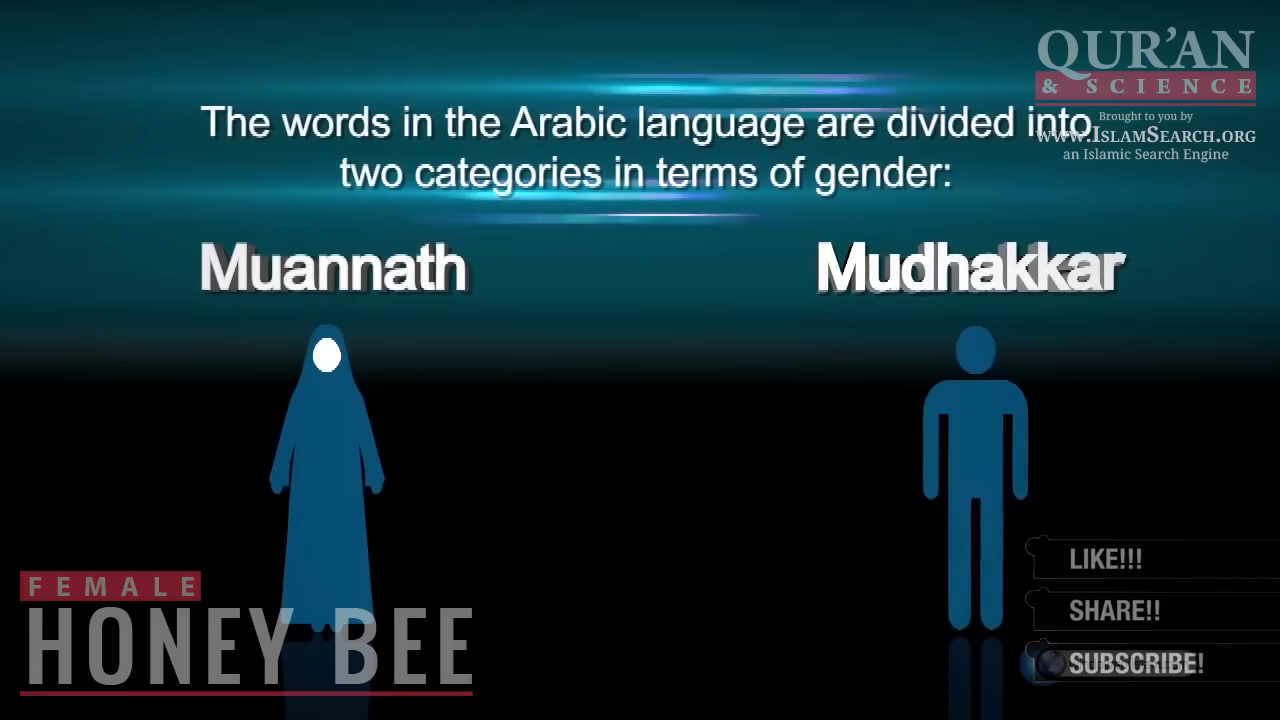 The words in the Arabic language are divided into
two categories in terms of gender:
Muannath
Mudhakkar
QUR'AN
& SCIENCE
Brought to you by
www.IslamSearch.org
an Islamic Search Engine
FEMALE
HONEY BEE
LIKE!!!
SHARE!!
SUBSCRIBE!